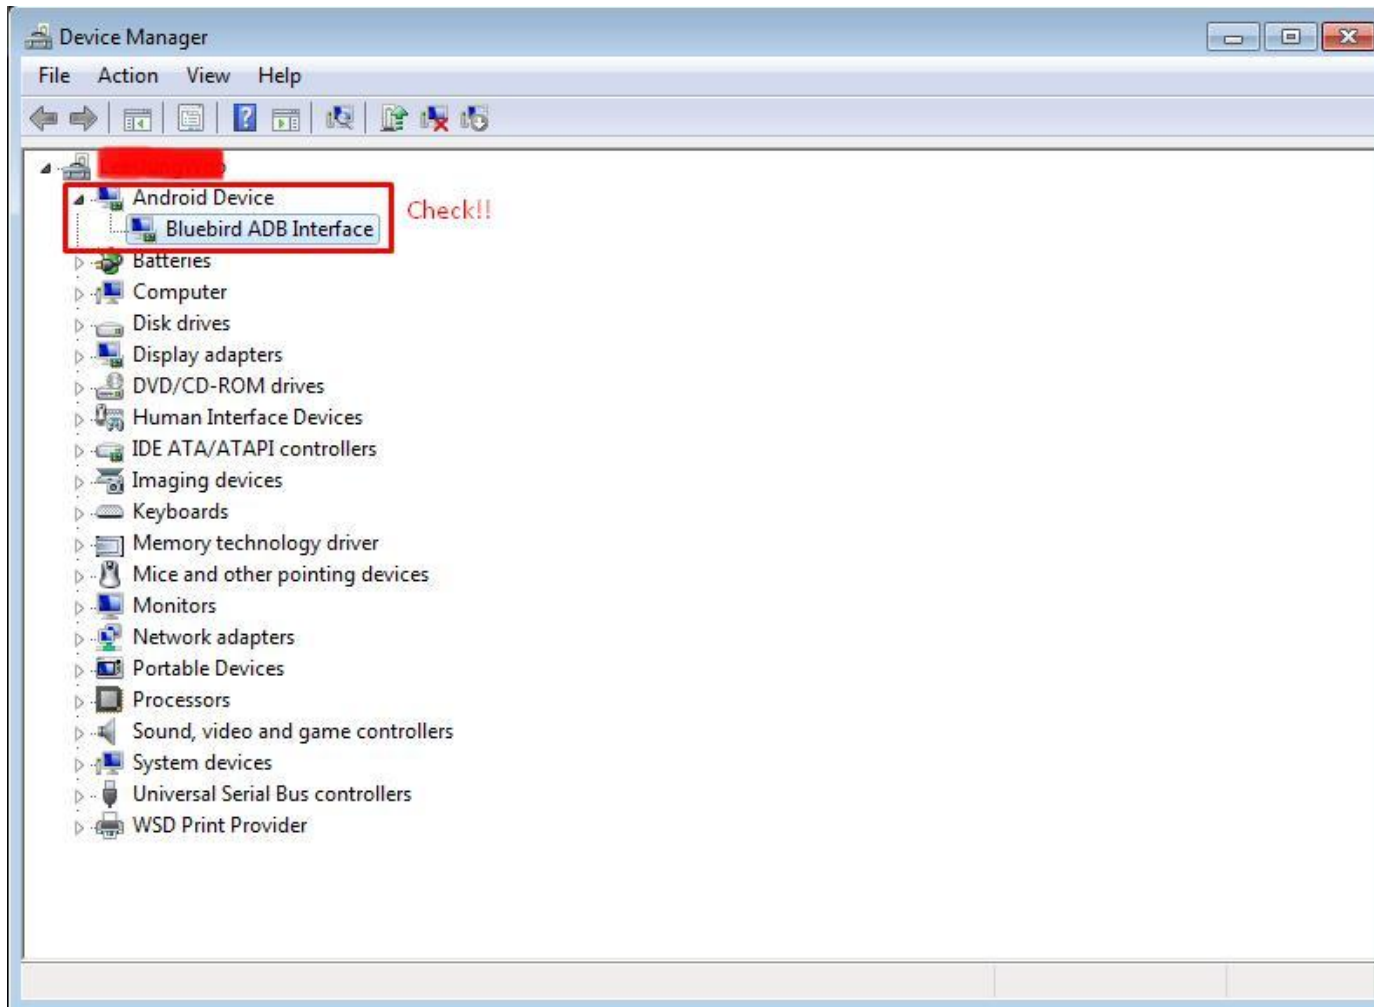 Device Manager
File Action View Help
Android Device
Check!!
Bluebird ADB Interface
Batteries
Computer
Disk drives
Display adapters
DVD/CD-ROM drives
Human Interface Devices
IDE ATA/ATAPI controllers
Imaging devices
Keyboards
Memory technology driver
Mice and other pointing devices
Monitors
Network adapters
Portable Devices
Processors
Sound, video and game controllers
System devices
Universal Serial Bus controllers
WSD Print Provider